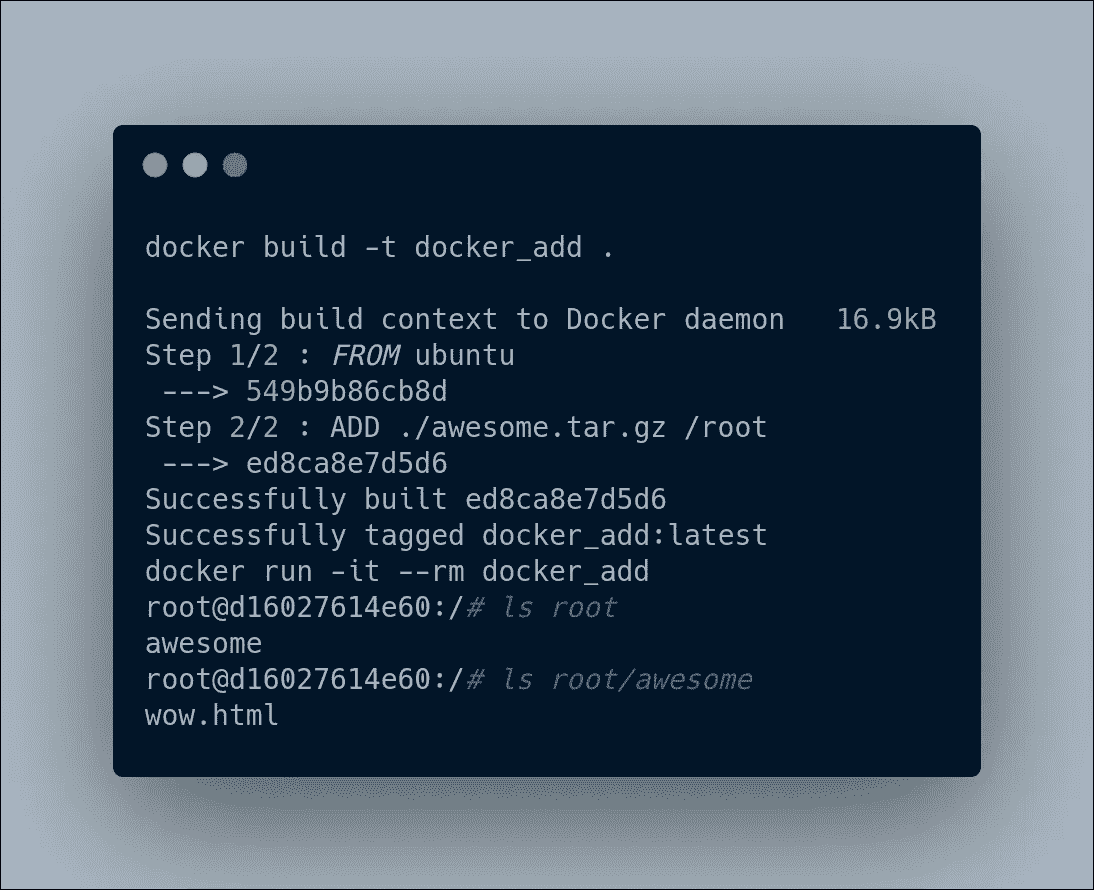 docker build -t docker_add .
Sending build context to Docker daemon   16.9kB
Step 1/2 : FROM ubuntu
 ---> 549b9b86cb8d
Step 2/2 : ADD ./awesome.tar.gz /root
 ---> ed8ca8e7d5d6
Successfully built ed8ca8e7d5d6
Successfully tagged docker_add:latest
docker run -it --rm docker_add
root@d16027614e60:/# ls root
awesome
root@d16027614e60:/# ls root/awesome
wow.html